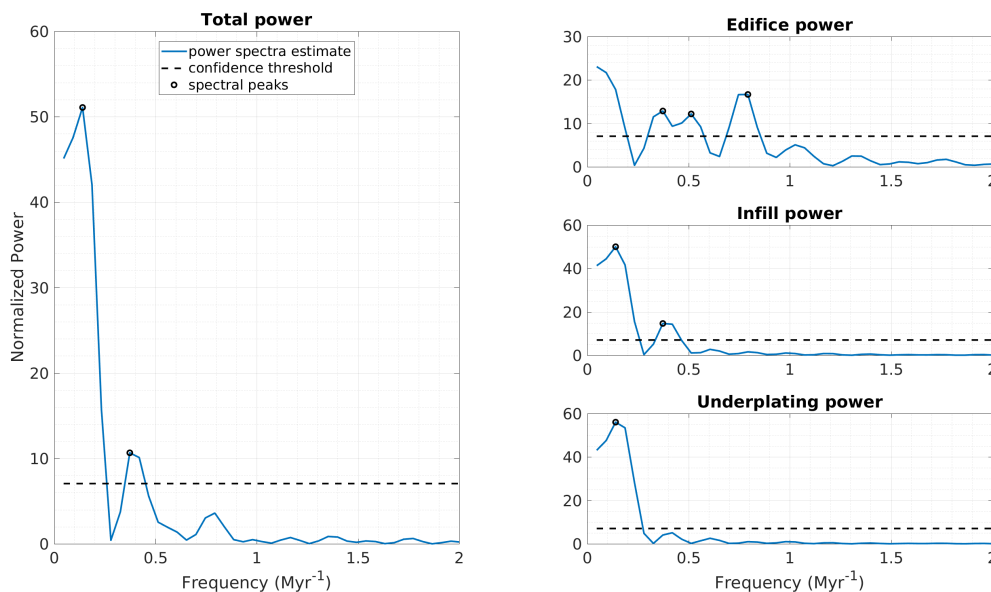 Total power
60
50
40
30
20
10
0
0 0.5 1 1.5 2
Normalized Power
Frequency (Myr-1)
power spectra estimate
confidence threshold
spectral peaks
Edifice power
30
20
10
0
0 0.5 1 1.5 2
Infill power
60
40
20
0
0 0.5 1 1.5 2
Underplating power
60
40
20
0
0 0.5 1 1.5 2
Frequency (Myr-1)